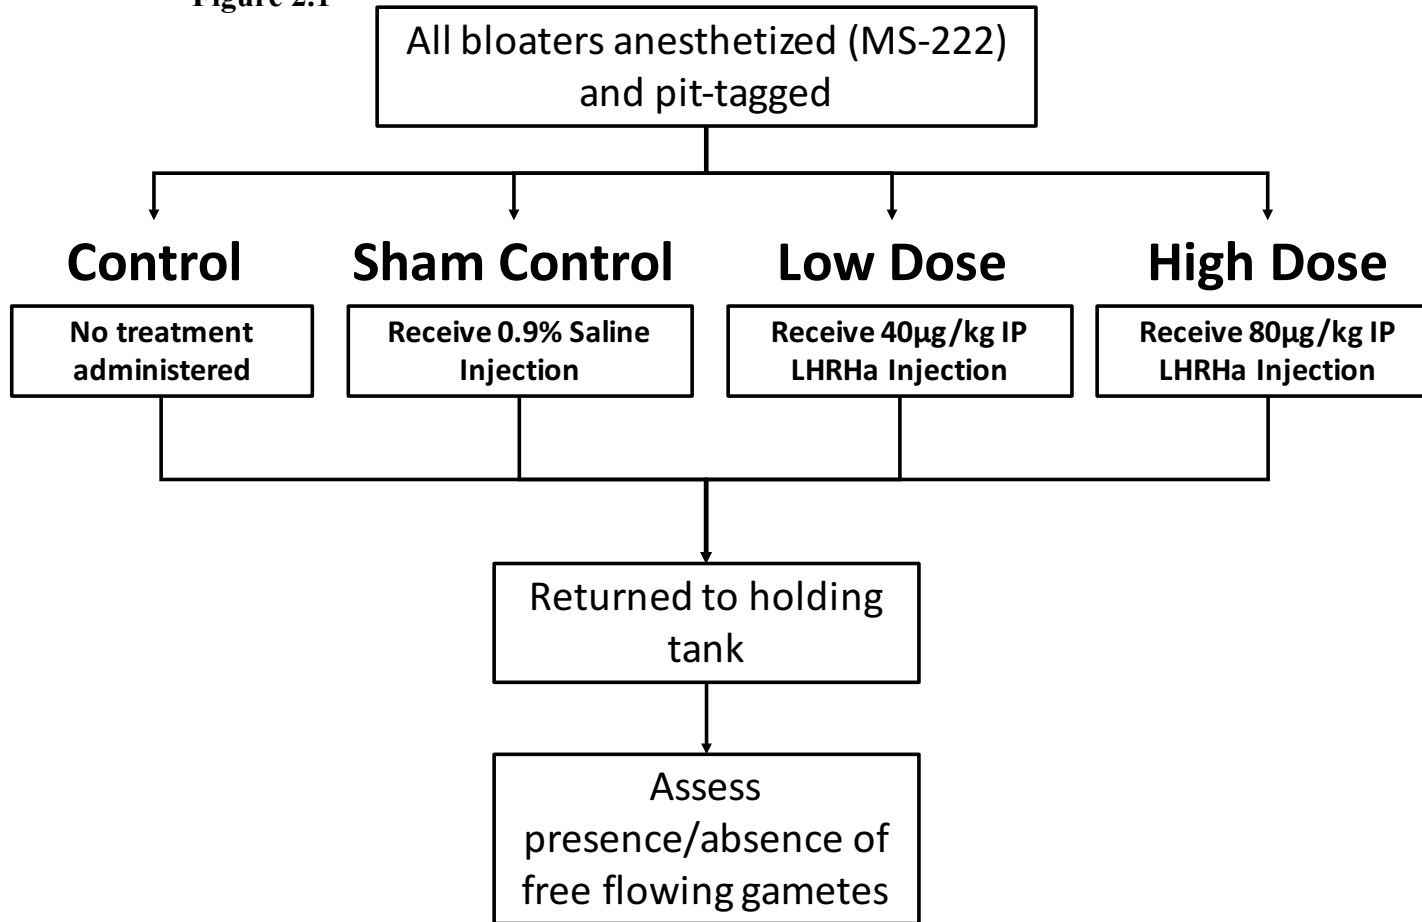 Figure 2.1
All bloaters anesthetized (MS-222)
and pit-tagged
Control
Sham Control
Low Dose
High Dose
No treatment
administered
Receive 0.9% Saline
Injection
Receive 40µg/kg IP
LHRHa Injection
Receive 80µg/kg IP
LHRHa Injection
Returned to holding
tank
Assess
presence/absence of
free flowing gametes